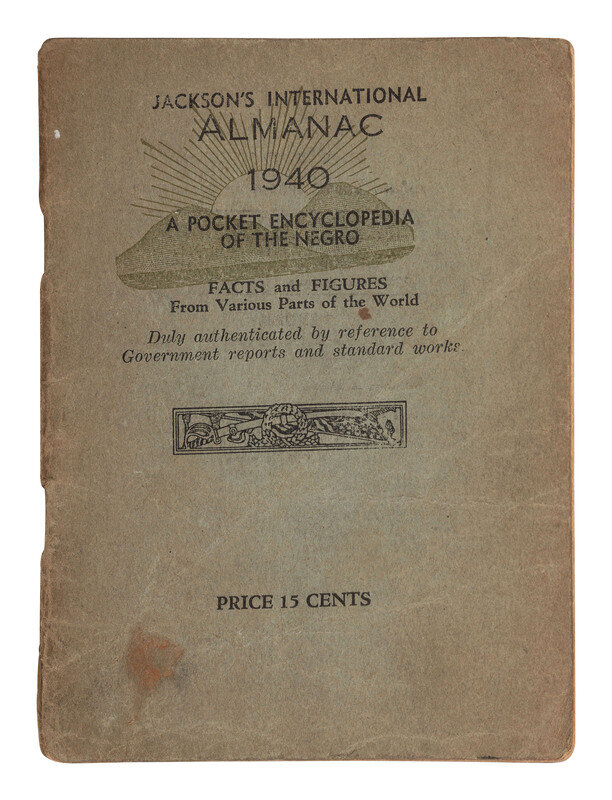 JACKSON'S INTERNATIONAL
ALMANAC
1940
A POCKET ENCYCLOPEDIA
OF THE NEGRO
FACTS and FIGURES
From Various Parts of the World
Duly authenticated by reference to
Government reports and standard works.
PRICE 15 CENTS